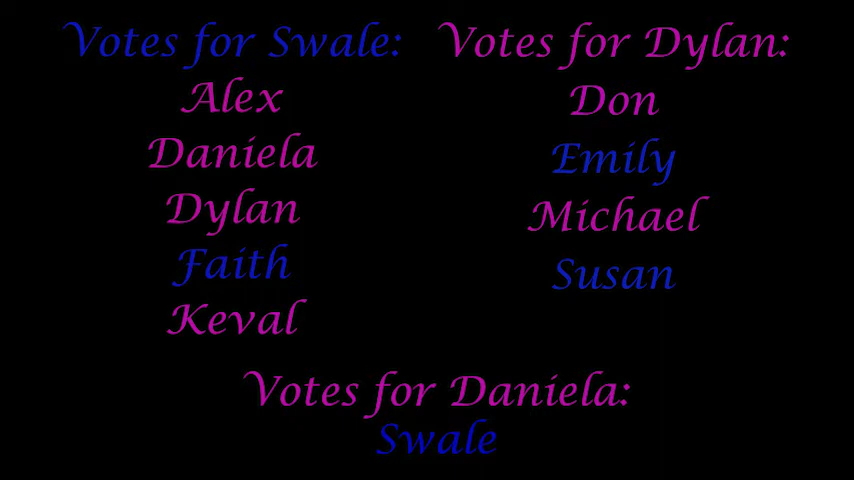 Votes for Swale:
Alex
Daniela
Dylan
Faith
Keval
Votes for Dylan:
Don
Emily
Michael
Susan
Votes for Daniela:
Swale